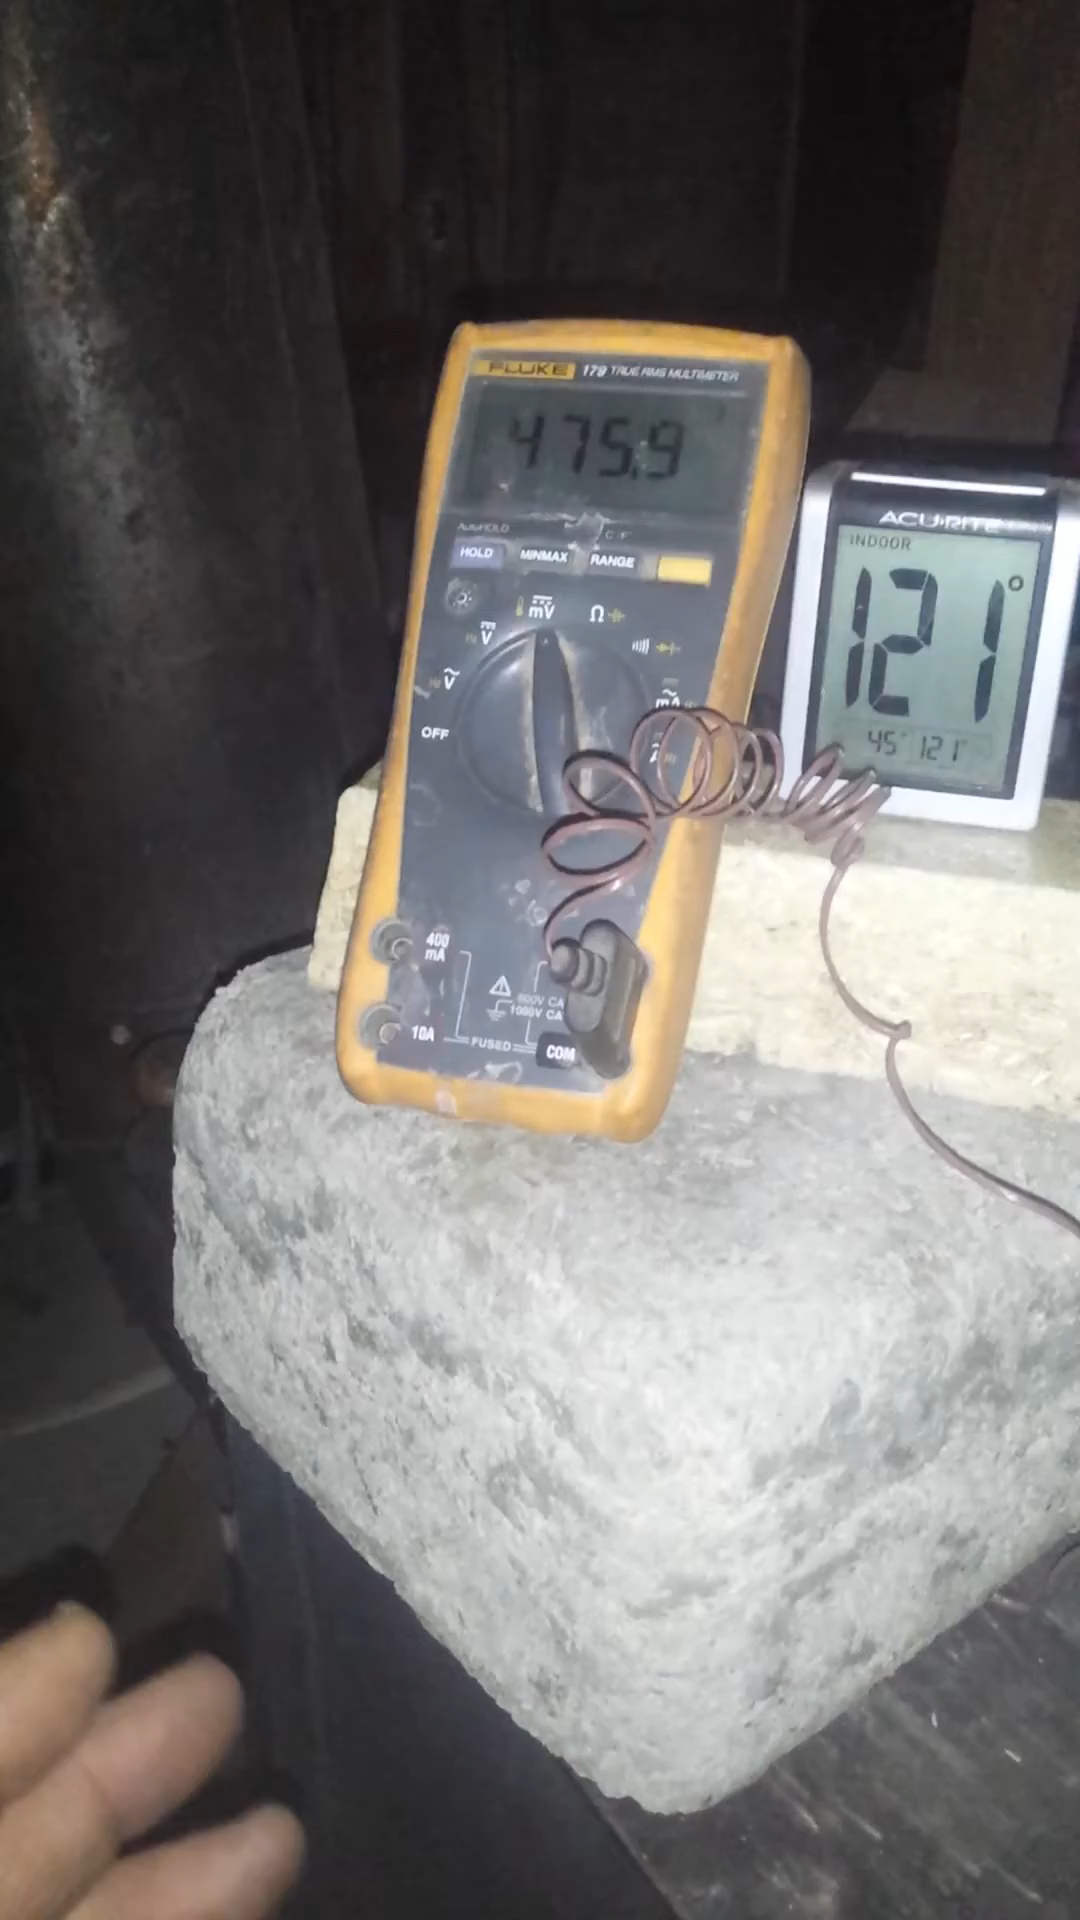 FLUKE 179 TRUE RMS MULTIMETER
475.9
AutoHOLD
HOLD MINMAX RANGE
mV
Ω
V
V
OFF
mA
400
mA
10A
FUSED
COM
ACU·RITE
INDOOR
121°
45° 121°